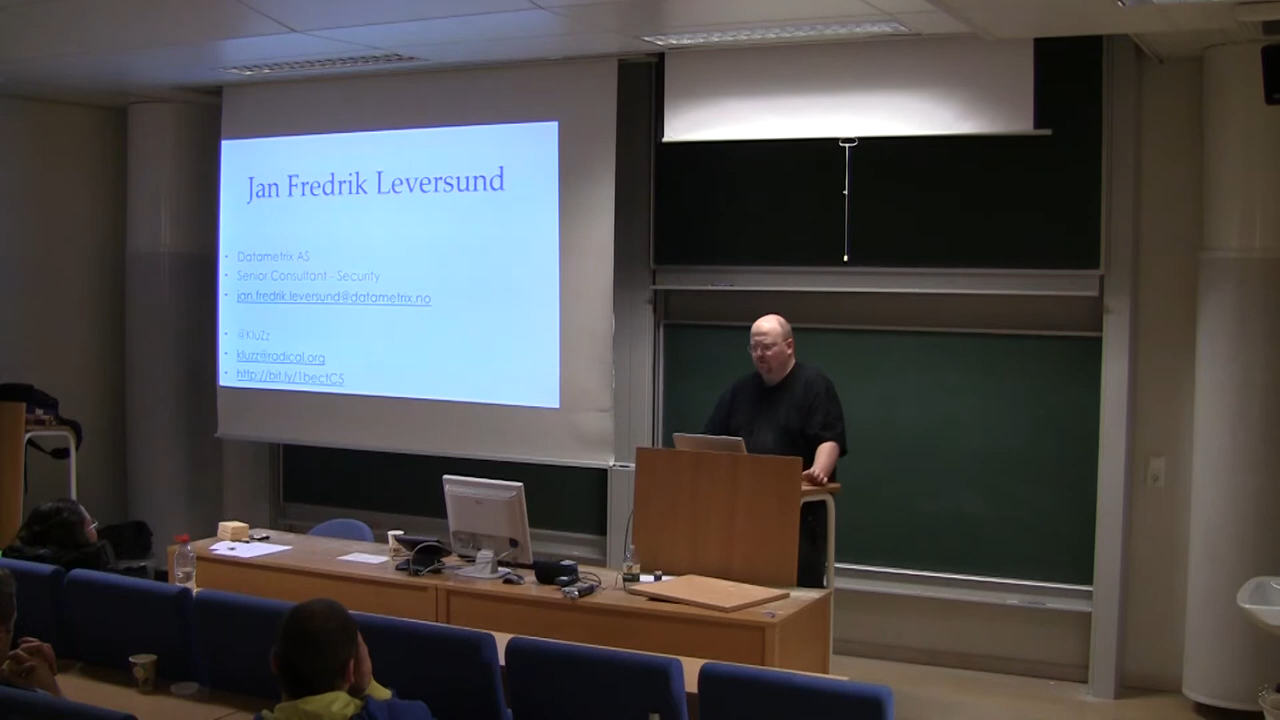 Jan Fredrik Leversund
Datametrix AS
Senior Consultant - Security
jan.fredrik.leversund@datametrix.no
@KluZz
kluzz@radical.org
http://bit.ly/1bectC5